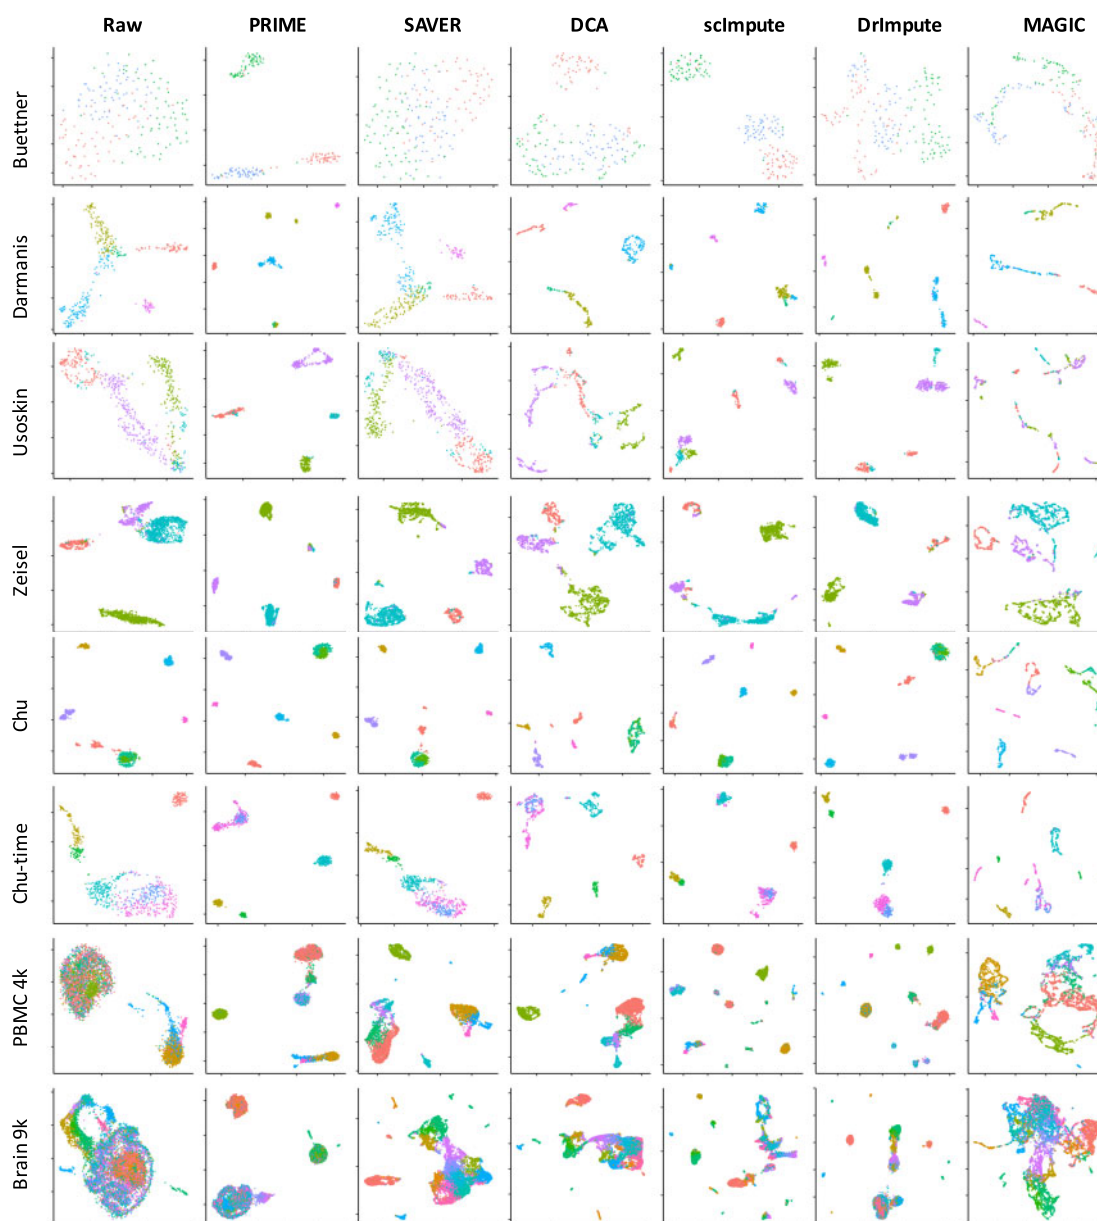 Raw PRIME SAVER DCA scImpute DrImpute MAGIC
Buettner
Darmanis
Usoskin
Zeisel
Chu
Chu-time
PBMC 4k
Brain 9k